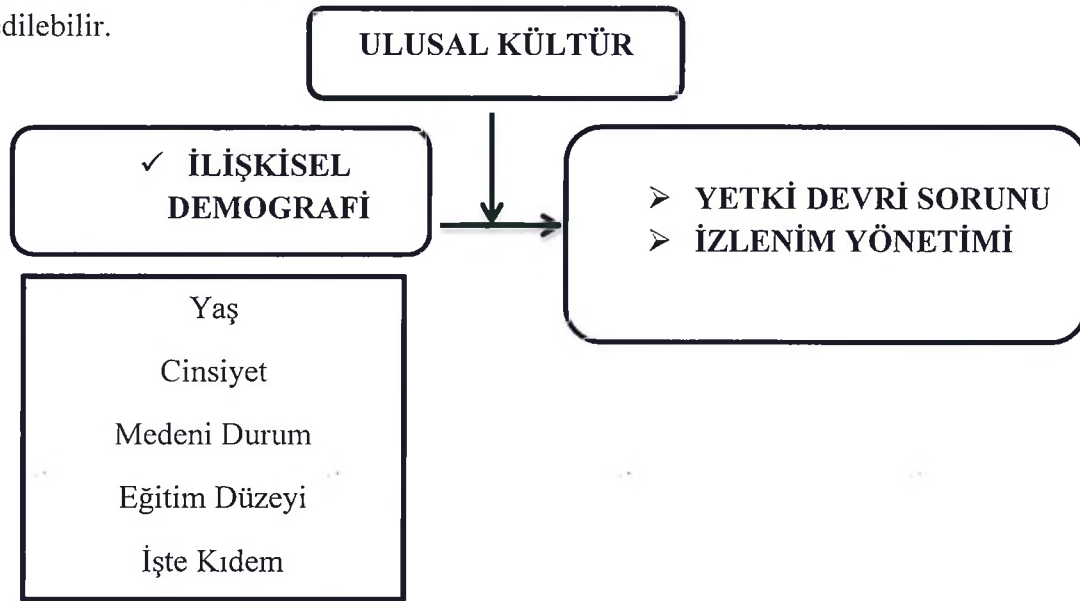 edilebilir.
ULUSAL KÜLTÜR
✓ İLİŞKİSEL
DEMOGRAFİ
➢ YETKİ DEVRİ SORUNU
➢ İZLENİM YÖNETİMİ
Yaş
Cinsiyet
Medeni Durum
Eğitim Düzeyi
İşte Kıdem